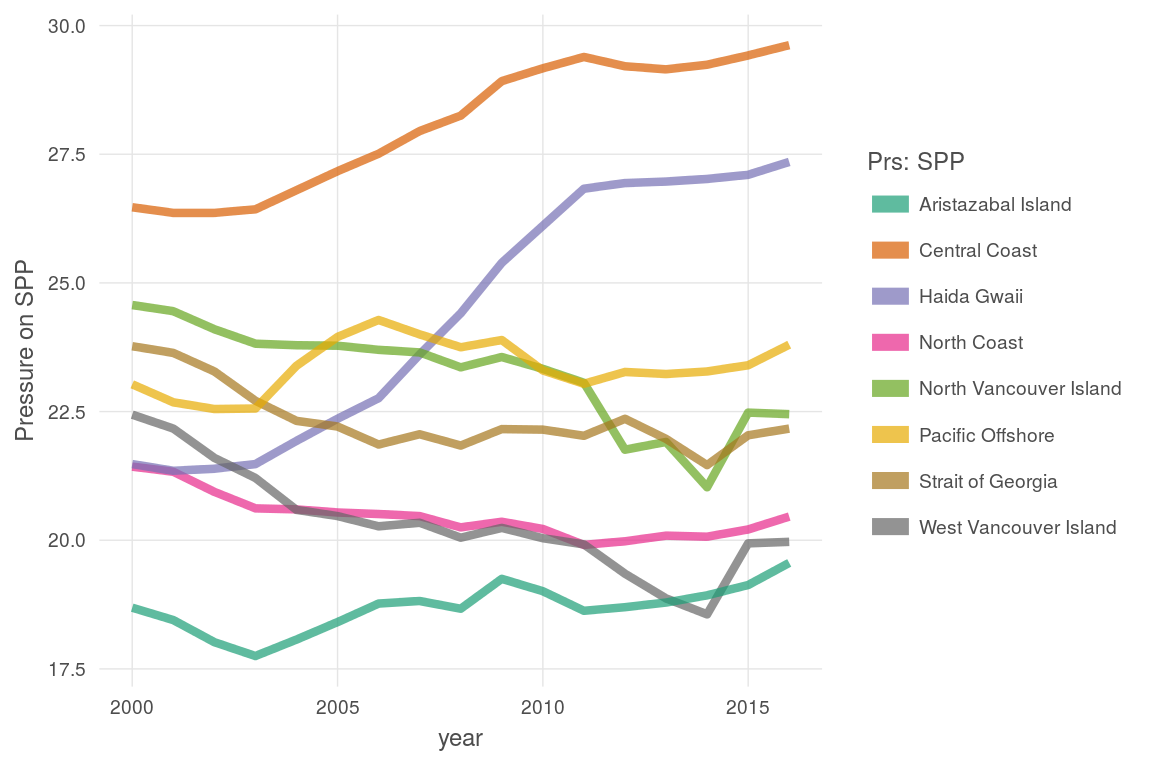 30.0
27.5
25.0
22.5
20.0
17.5
Pressure on SPP
2000
2005
2010
2015
year
Prs: SPP
Aristazabal Island
Central Coast
Haida Gwaii
North Coast
North Vancouver Island
Pacific Offshore
Strait of Georgia
West Vancouver Island